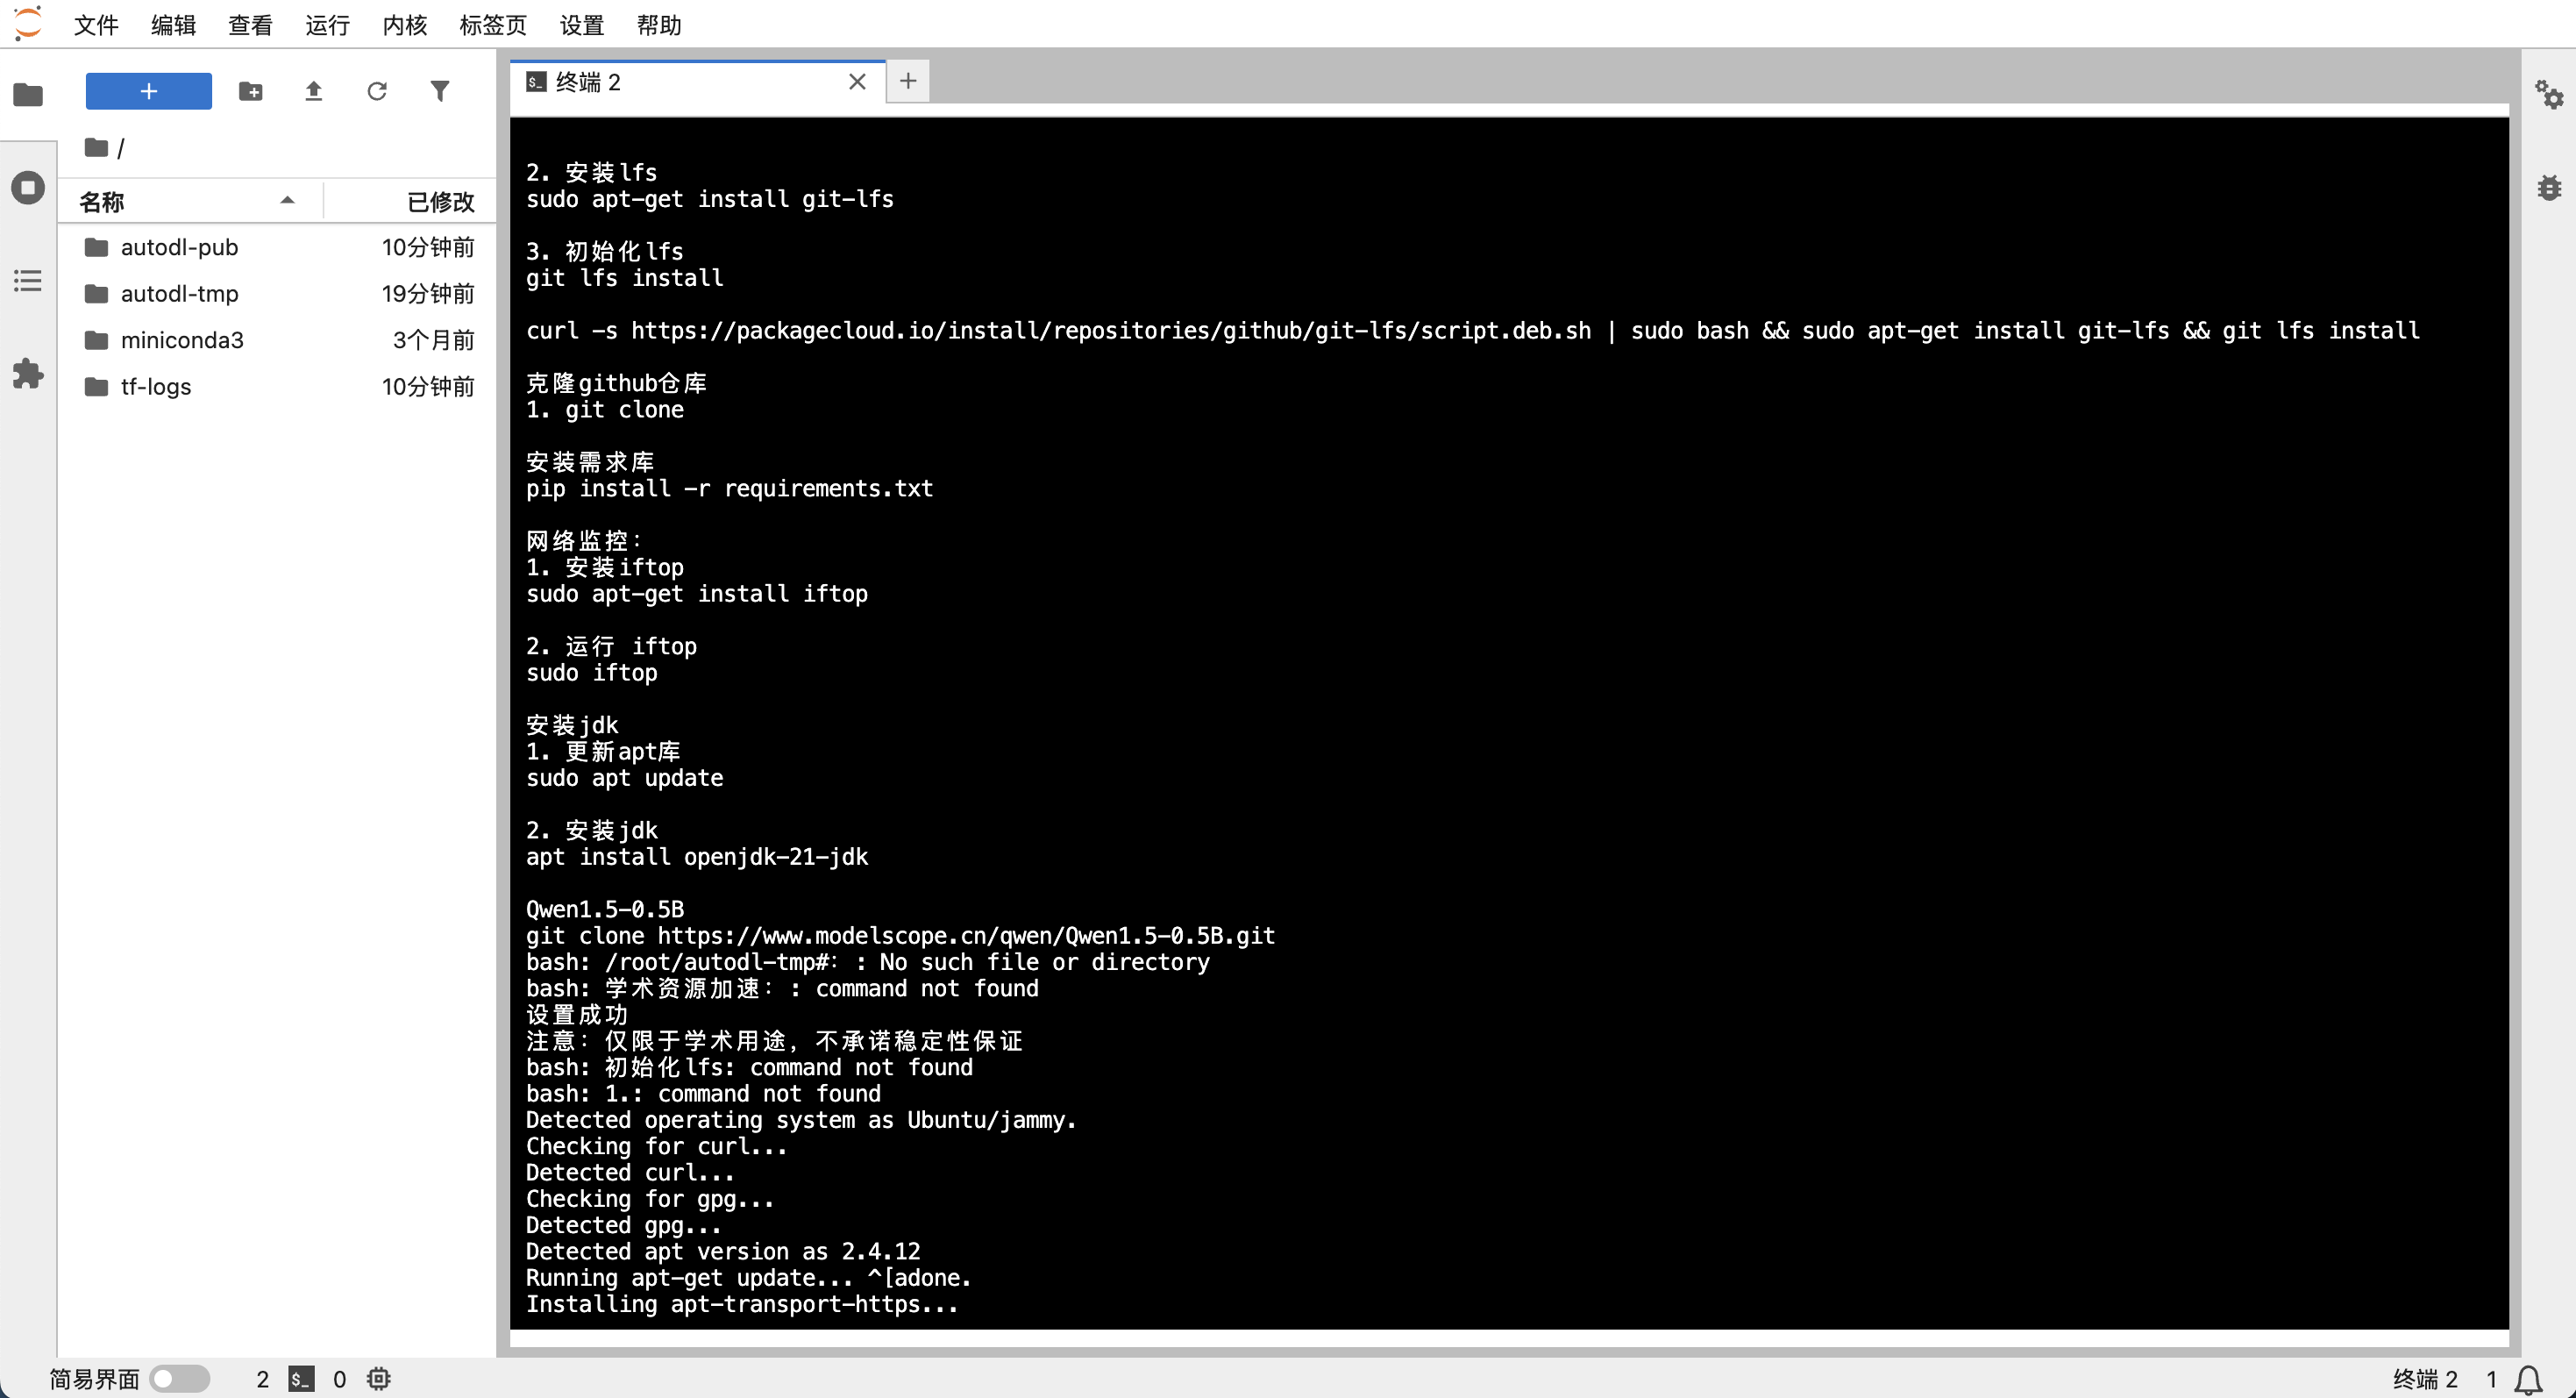 文件 编辑 查看 运行 内核 标签页 设置 帮助
+
/
名称 已修改
autodl-pub 10分钟前
autodl-tmp 19分钟前
miniconda3 3个月前
tf-logs 10分钟前
$_ 终端 2 × +
2. 安装lfs
sudo apt-get install git-lfs
3. 初始化lfs
git lfs install
curl -s https://packagecloud.io/install/repositories/github/git-lfs/script.deb.sh | sudo bash && sudo apt-get install git-lfs && git lfs install
克隆github仓库
1. git clone
安装需求库
pip install -r requirements.txt
网络监控：
1. 安装iftop
sudo apt-get install iftop
2. 运行 iftop
sudo iftop
安装jdk
1. 更新apt库
sudo apt update
2. 安装jdk
apt install openjdk-21-jdk
Qwen1.5-0.5B
git clone https://www.modelscope.cn/qwen/Qwen1.5-0.5B.git
bash: /root/autodl-tmp#：: No such file or directory
bash: 学术资源加速：: command not found
设置成功
注意：仅限于学术用途，不承诺稳定性保证
bash: 初始化lfs: command not found
bash: 1.: command not found
Detected operating system as Ubuntu/jammy.
Checking for curl...
Detected curl...
Checking for gpg...
Detected gpg...
Detected apt version as 2.4.12
Running apt-get update... ^[adone.
Installing apt-transport-https...
简易界面 2 $_ 0 终端 2 1